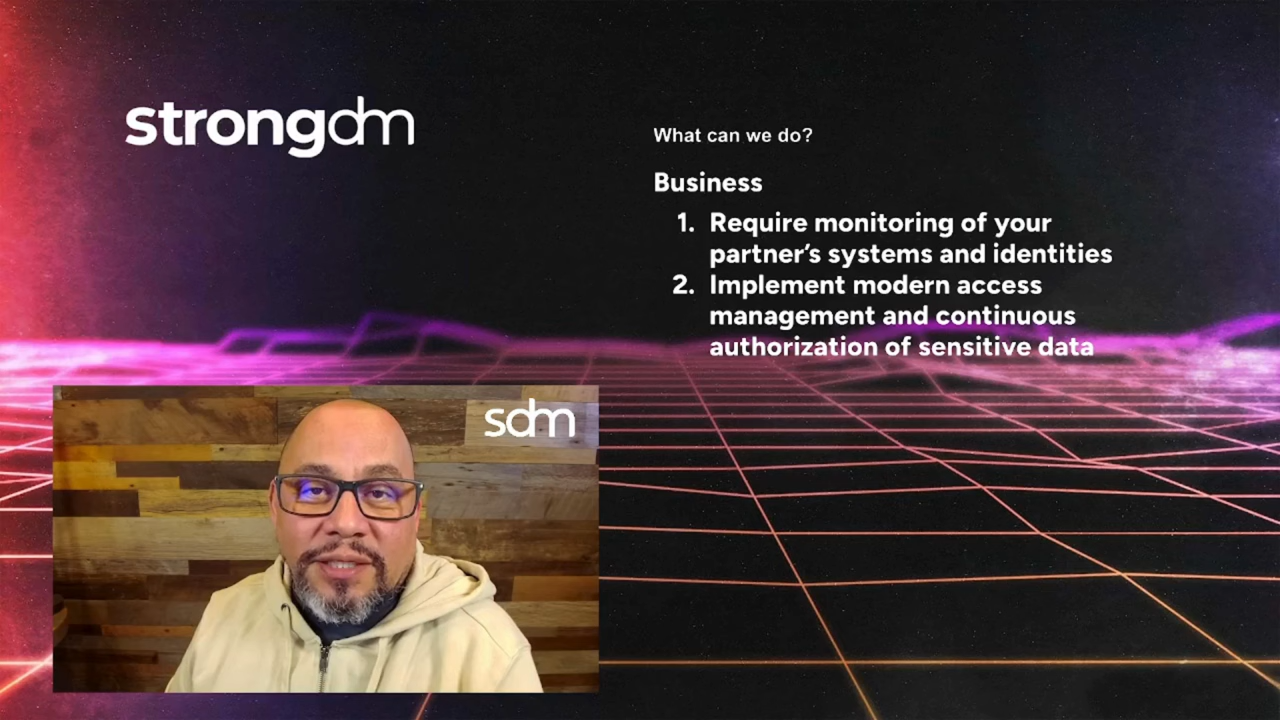 strongdm
What can we do?
Business
1. Require monitoring of your
partner's systems and identities
2. Implement modern access
management and continuous
authorization of sensitive data
sdm